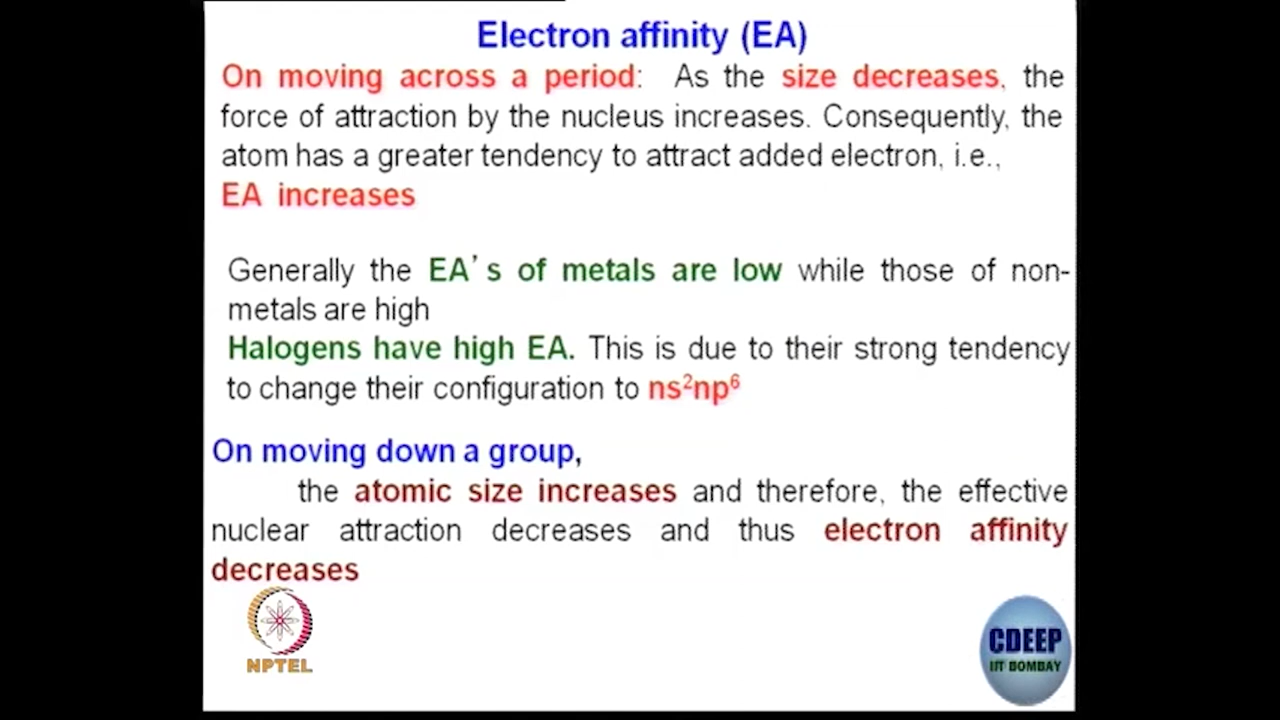 Electron affinity (EA)
On moving across a period: As the size decreases, the
force of attraction by the nucleus increases. Consequently, the
atom has a greater tendency to attract added electron, i.e.,
EA increases
Generally the EA's of metals are low while those of non-
metals are high
Halogens have high EA. This is due to their strong tendency
to change their configuration to ns²np⁶
On moving down a group,
the atomic size increases and therefore, the effective
nuclear attraction decreases and thus electron affinity
decreases
NPTEL
CDEEP
IIT BOMBAY